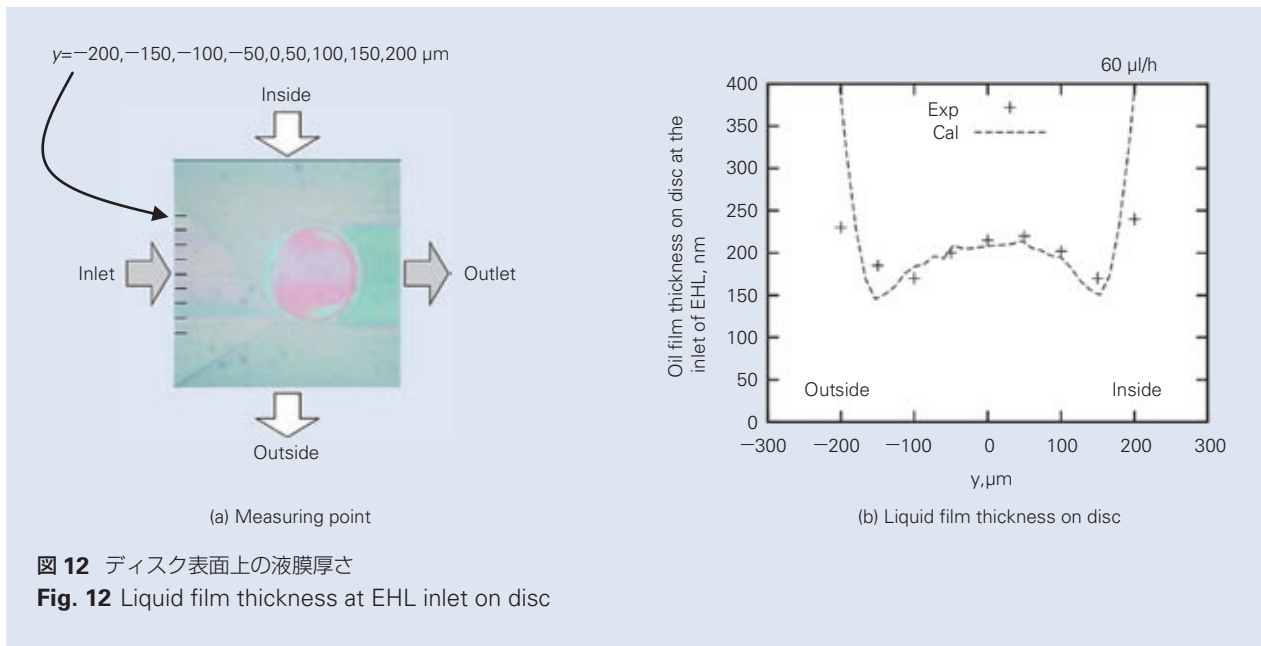 y=−200,−150,−100,−50,0,50,100,150,200 µm
Inside
Inlet
Outlet
Outside
(a) Measuring point
60 µl/h
Oil film thickness on disc at the
inlet of EHL, nm
400
350
300
250
200
150
100
50
0
Exp
Cal
Outside
Inside
−300
−200
−100
0
100
200
300
y,µm
(b) Liquid film thickness on disc
図 12 ディスク表面上の液膜厚さ
Fig. 12 Liquid film thickness at EHL inlet on disc